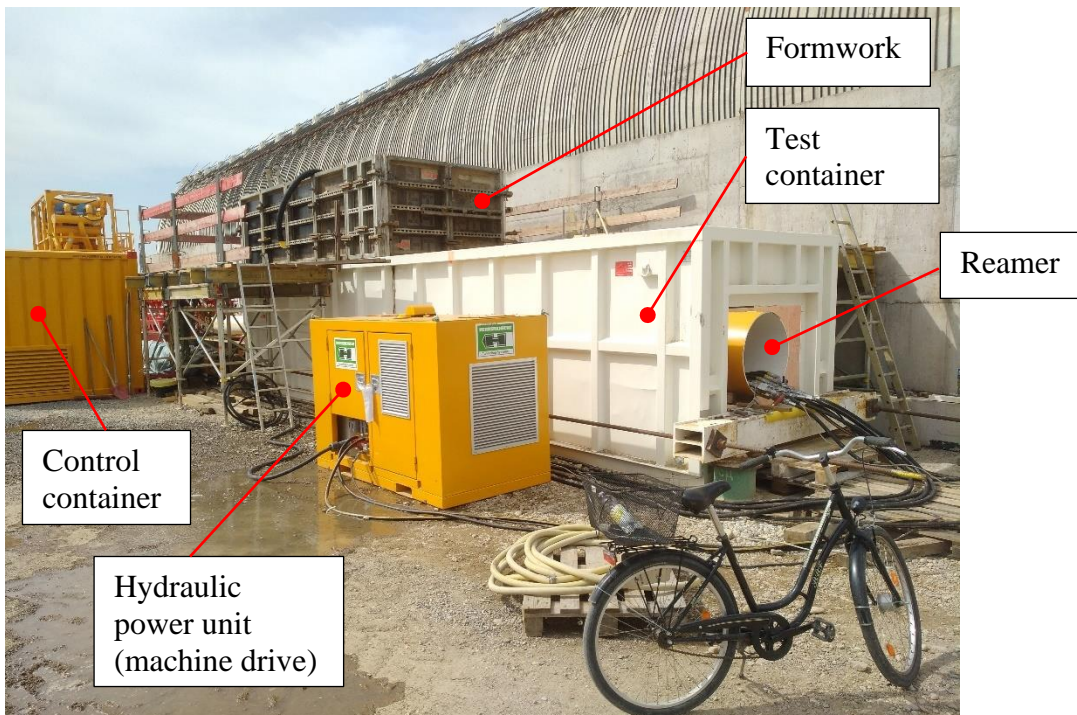 Formwork
Test
container
Reamer
Control
container
Hydraulic
power unit
(machine drive)